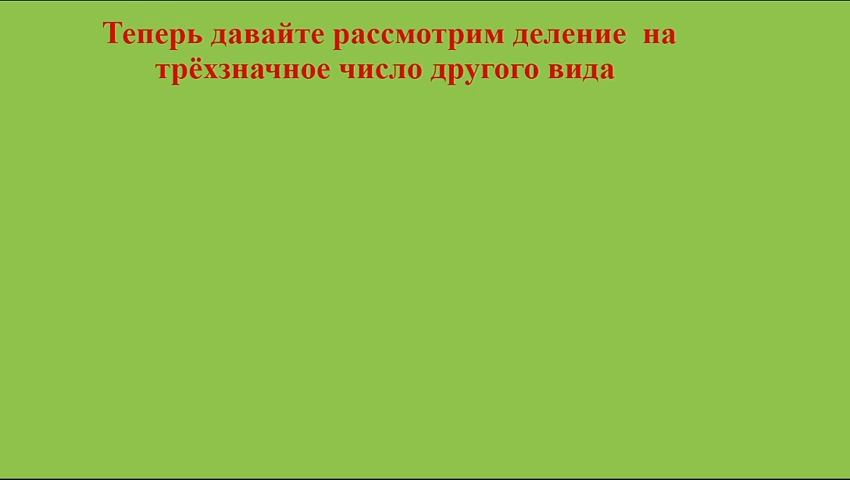 Теперь давайте рассмотрим деление на
трёхзначное число другого вида